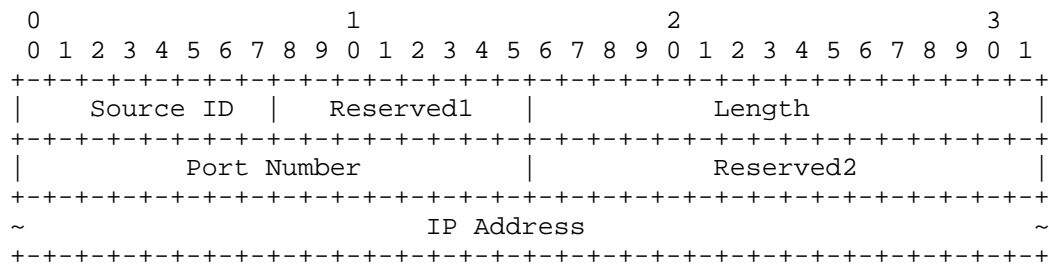 0                   1                   2                   3
 0 1 2 3 4 5 6 7 8 9 0 1 2 3 4 5 6 7 8 9 0 1 2 3 4 5 6 7 8 9 0 1
+-+-+-+-+-+-+-+-+-+-+-+-+-+-+-+-+-+-+-+-+-+-+-+-+-+-+-+-+-+-+-+-+
|    Source ID  |   Reserved1   |           Length              |
+-+-+-+-+-+-+-+-+-+-+-+-+-+-+-+-+-+-+-+-+-+-+-+-+-+-+-+-+-+-+-+-+
|          Port Number          |           Reserved2           |
+-+-+-+-+-+-+-+-+-+-+-+-+-+-+-+-+-+-+-+-+-+-+-+-+-+-+-+-+-+-+-+-+
~                         IP Address                            ~
+-+-+-+-+-+-+-+-+-+-+-+-+-+-+-+-+-+-+-+-+-+-+-+-+-+-+-+-+-+-+-+-+